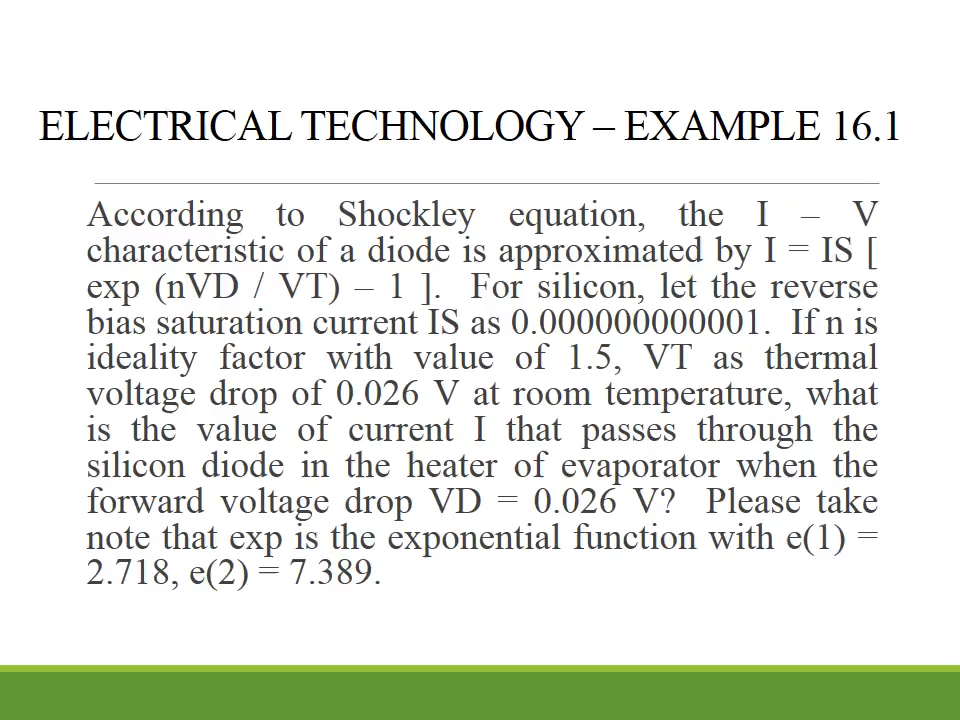 ELECTRICAL TECHNOLOGY – EXAMPLE 16.1
According to Shockley equation, the I – V
characteristic of a diode is approximated by I = IS [
exp (nVD / VT) – 1 ]. For silicon, let the reverse
bias saturation current IS as 0.000000000001. If n is
ideality factor with value of 1.5, VT as thermal
voltage drop of 0.026 V at room temperature, what
is the value of current I that passes through the
silicon diode in the heater of evaporator when the
forward voltage drop VD = 0.026 V? Please take
note that exp is the exponential function with e(1) =
2.718, e(2) = 7.389.